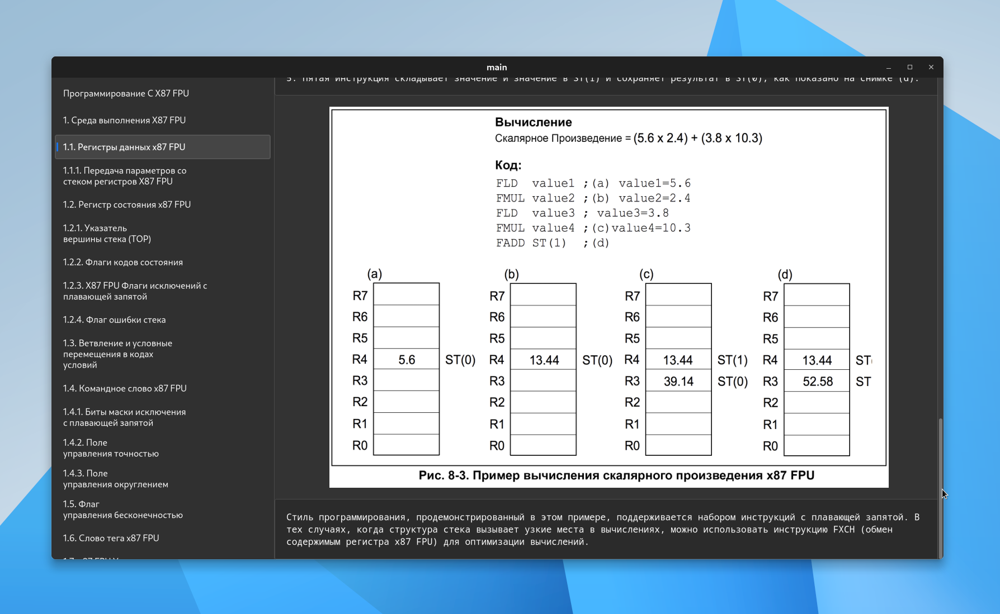 main
Программирование С X87 FPU
1. Среда выполнения X87 FPU
1.1. Регистры данных x87 FPU
1.1.1. Передача параметров со
стеком регистров X87 FPU
1.2. Регистр состояния x87 FPU
1.2.1. Указатель
вершины стека (TOP)
1.2.2. Флаги кодов состояния
1.2.3. X87 FPU Флаги исключений с
плавающей запятой
1.2.4. Флаг ошибки стека
1.3. Ветвление и условные
перемещения в кодах
условий
1.4. Командное слово x87 FPU
1.4.1. Биты маски исключения
с плавающей запятой
1.4.2. Поле
управления точностью
1.4.3. Поле
управления округлением
1.5. Флаг
управления бесконечностью
1.6. Слово тега x87 FPU
5. Пятая инструкция складывает значение и значение в ST(1) и сохраняет результат в ST(0), как показано на снимке (d).
Вычисление
Скалярное Произведение = (5.6 x 2.4) + (3.8 x 10.3)
Код:
FLD value1 ;(a) value1=5.6
FMUL value2 ;(b) value2=2.4
FLD value3 ; value3=3.8
FMUL value4 ;(c)value4=10.3
FADD ST(1) ;(d)
(a) (b) (c) (d)
R7 R7 R7 R7
R6 R6 R6 R6
R5 R5 R5 R5
R4 5.6 ST(0) R4 13.44 ST(0) R4 13.44 ST(1) R4 13.44 ST(
R3 R3 R3 39.14 ST(0) R3 52.58 ST
R2 R2 R2 R2
R1 R1 R1 R1
R0 R0 R0 R0
Рис. 8-3. Пример вычисления скалярного произведения x87 FPU
Стиль программирования, продемонстрированный в этом примере, поддерживается набором инструкций с плавающей запятой. В
тех случаях, когда структура стека вызывает узкие места в вычислениях, можно использовать инструкцию FXCH (обмен
содержимым регистра x87 FPU) для оптимизации вычислений.